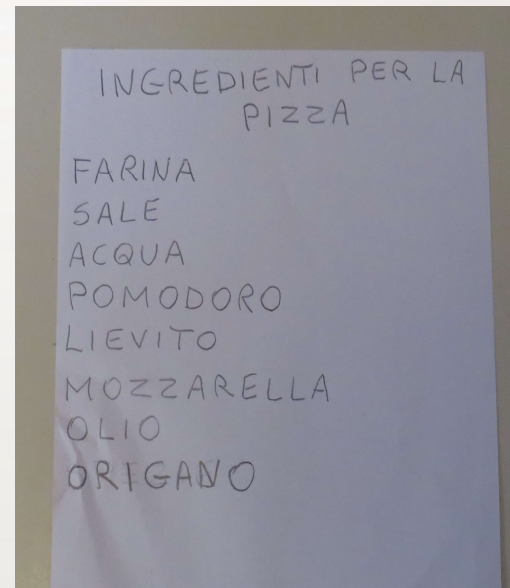 INGREDIENTI PER LA
PIZZA
FARINA
SALE
ACQUA
POMODORO
LIEVITO
MOZZARELLA
OLIO
ORIGANO